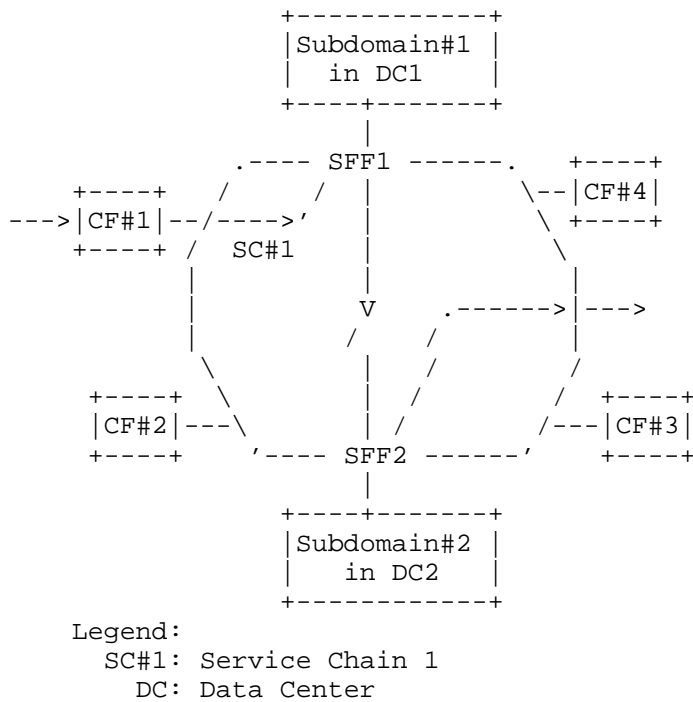 Subdomain#1
in DC1
SFF1
CF#4
CF#1
SC#1
V
CF#2
CF#3
SFF2
Subdomain#2
in DC2
Legend:
SC#1: Service Chain 1
DC: Data Center